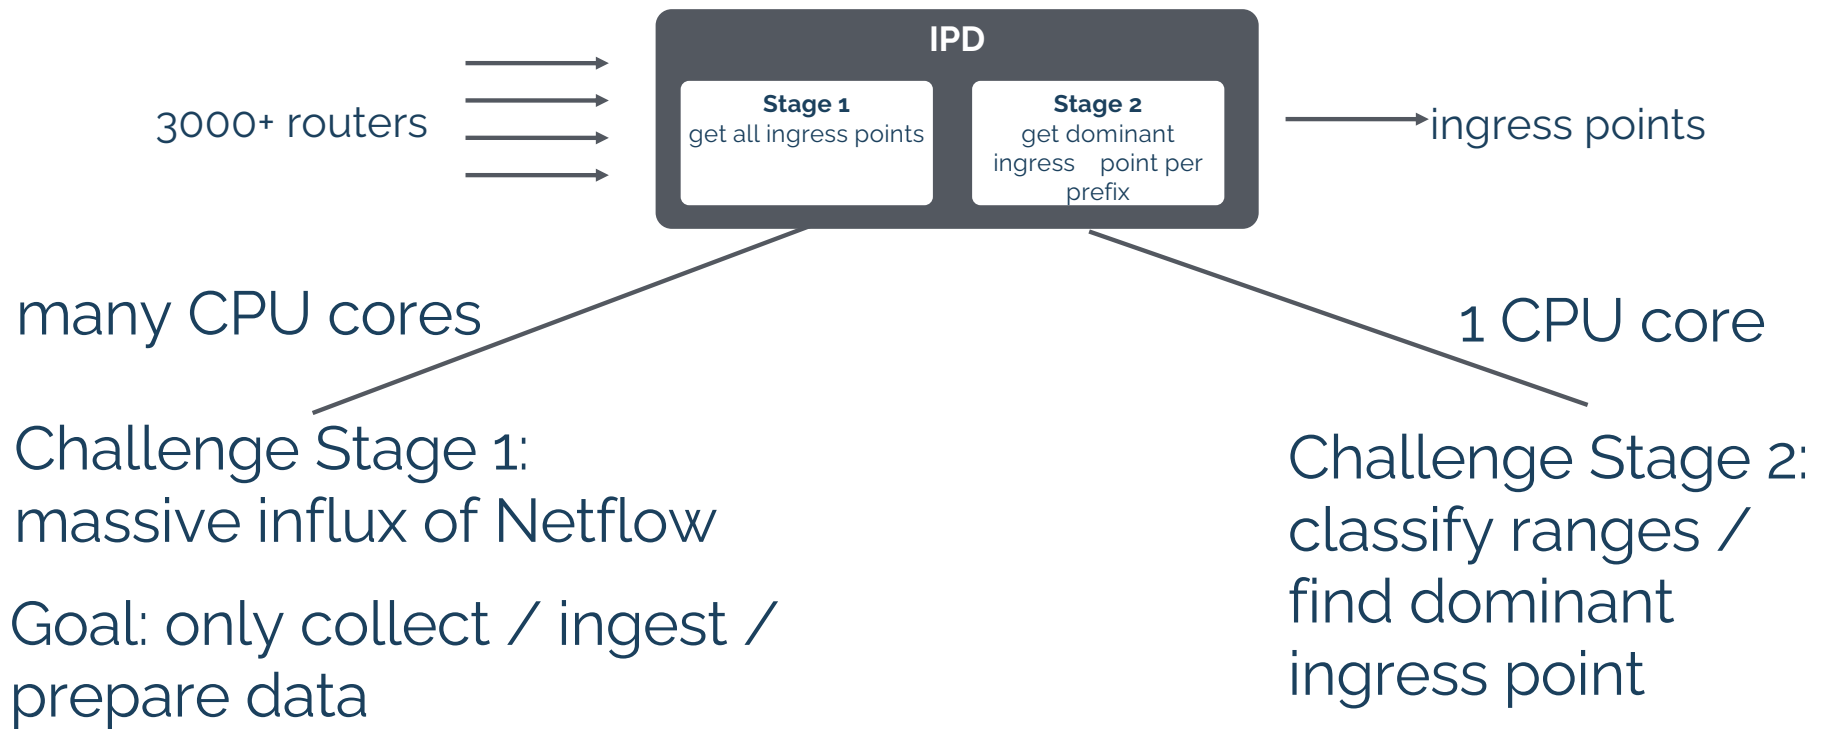 IPD
3000+ routers
Stage 1
get all ingress points
Stage 2
get dominant
ingress point per
prefix
ingress points
many CPU cores
1 CPU core
Challenge Stage 1:
massive influx of Netflow
Goal: only collect / ingest /
prepare data
Challenge Stage 2:
classify ranges /
find dominant
ingress point